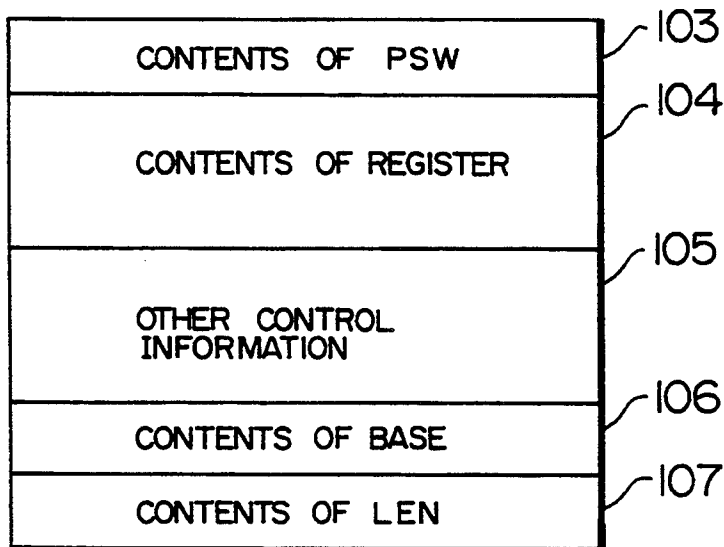 103
CONTENTS OF PSW
104
CONTENTS OF REGISTER
105
OTHER CONTROL
INFORMATION
106
CONTENTS OF BASE
107
CONTENTS OF LEN